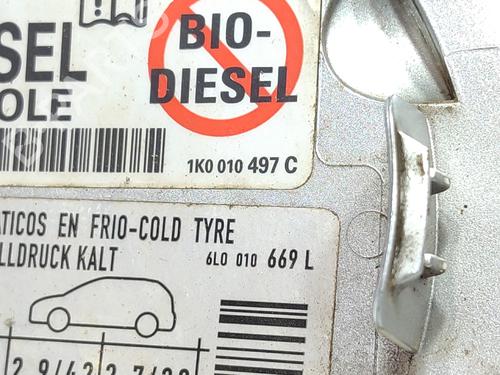 SEL
OLE
BIO-
DIESEL
1K0 010 497 C
ATICOS EN FRIO-COLD TYRE
LLDRUCK KALT
6L0 010 669 L